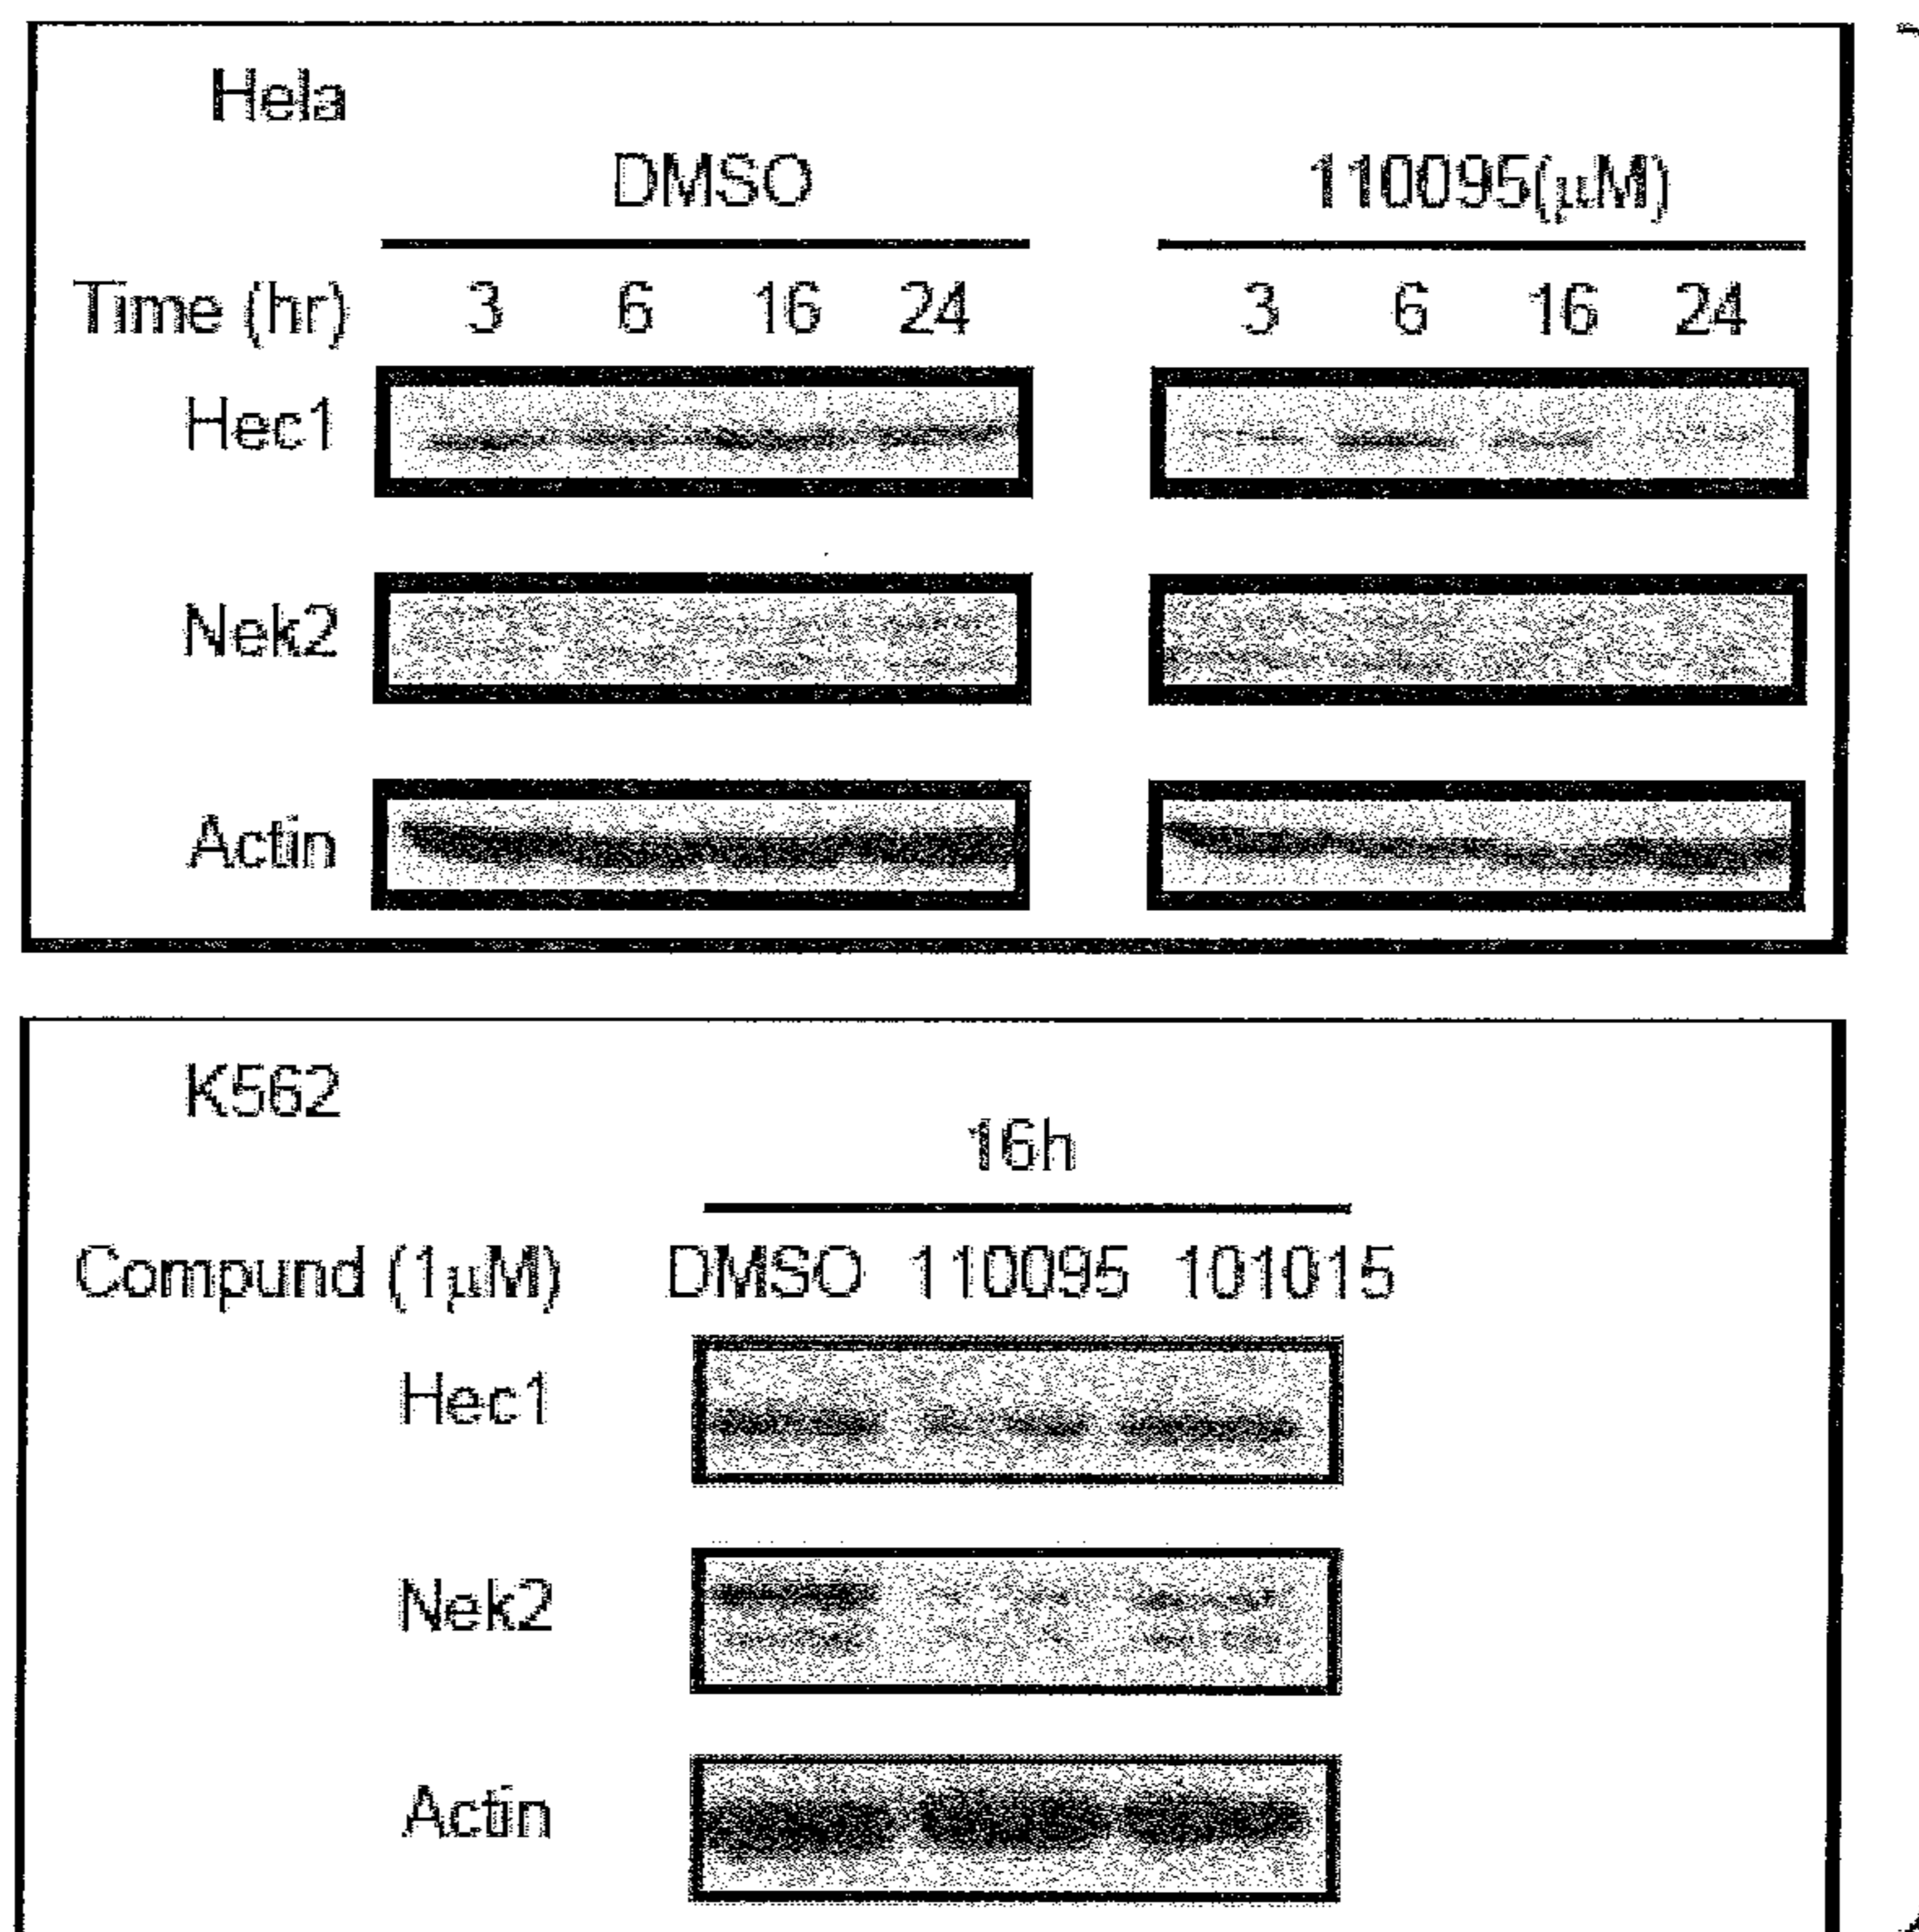 Hela
DMSO 110095(μM)
Time (hr) 3 6 16 24 3 6 16 24
Hec1
Nek2
Actin
K562
16h
Compund (1μM) DMSO 110095 101015
Hec1
Nek2
Actin